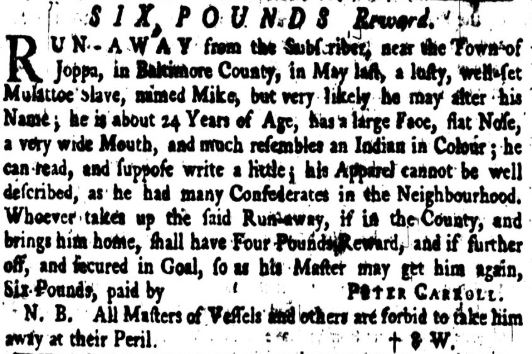 SIX POUNDS Reward.
RUN-AWAY from the Subscriber, near the Town of
Joppa, in Baltimore County, in May last, a lusty, well-set
Mulattoe Slave, named Mike, but very likely he may alter his
Name; he is about 24 Years of Age, has a large Face, flat Nose,
a very wide Mouth, and much resembles an Indian in Colour; he
can read, and suppose write a little; his Apparel cannot be well
described, as he had many Confederates in the Neighbourhood.
Whoever takes up the said Run-away, if in the County, and
brings him home, shall have Four Pounds Reward, and if further
off, and secured in Goal, so as his Master may get him again,
Six Pounds, paid by PETER CARROLL.
N. B. All Masters of Vessels and others are forbid to take him
away at their Peril. † 8 W.